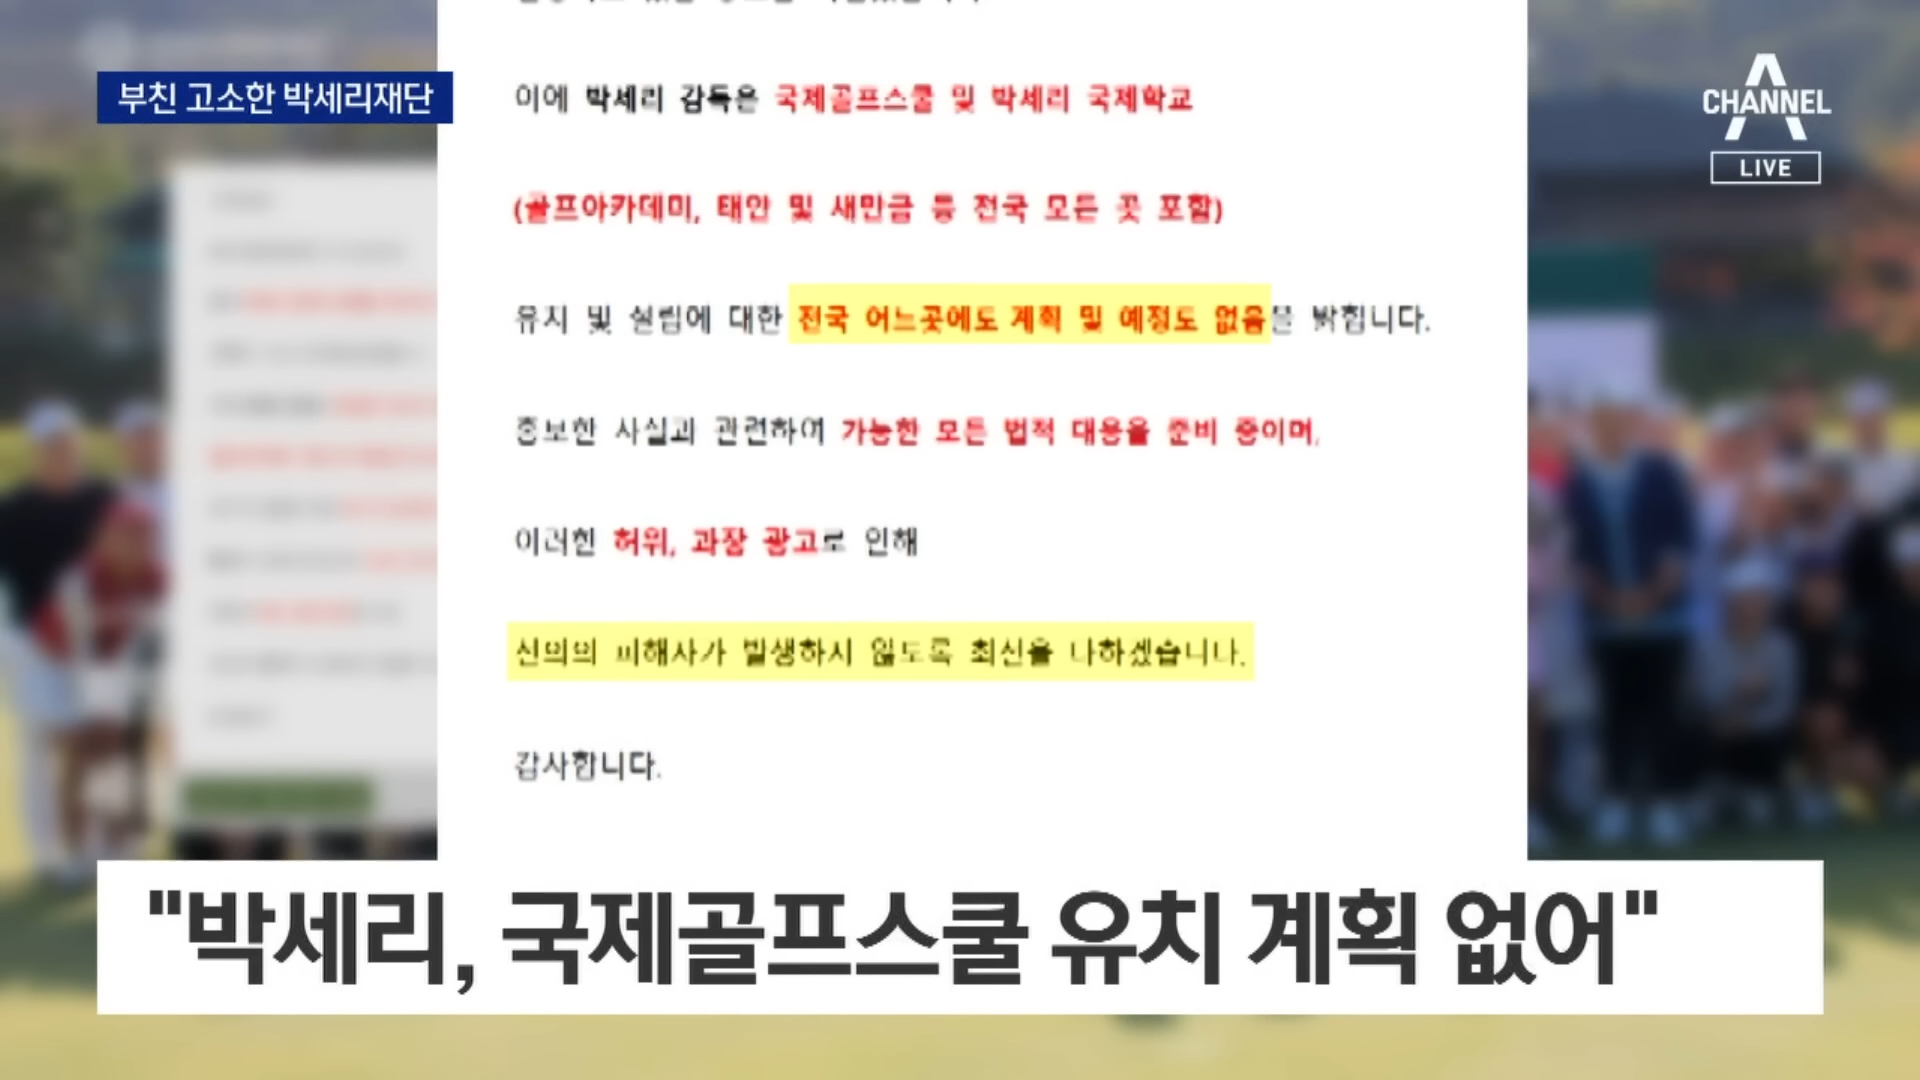 부친 고소한 박세리재단
CHANNEL A
LIVE
이에 박세리 감독은 국제골프스쿨 및 박세리 국제학교
(골프아카데미, 태안 및 새만금 등 전국 모든 곳 포함)
유치 및 설립에 대한 전국 어느곳에도 계획 및 예정도 없음을 밝힙니다.
홍보한 사실과 관련하여 가능한 모든 법적 대응을 준비 중이며,
이러한 허위, 과장 광고로 인해
선의의 피해자가 발생하지 않도록 최선을 다하겠습니다.
감사합니다.
"박세리, 국제골프스쿨 유치 계획 없어"